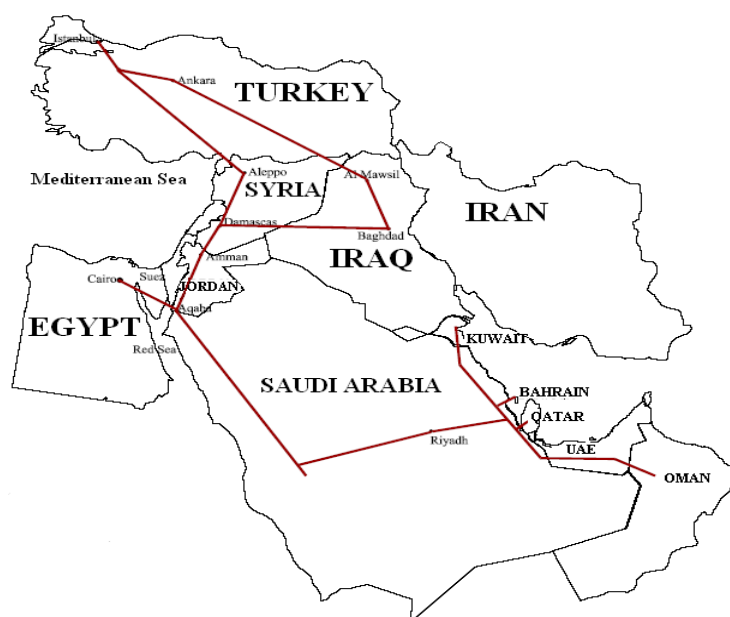 Istanbul
Ankara
TURKEY
Mediterranean Sea
Aleppo
Al Mawsil
SYRIA
IRAN
Damascas
Baghdad
Amman
IRAQ
Cairo
Suez
JORDAN
Aqaba
EGYPT
KUWAIT
Red Sea
SAUDI ARABIA
BAHRAIN
QATAR
Riyadh
UAE
OMAN